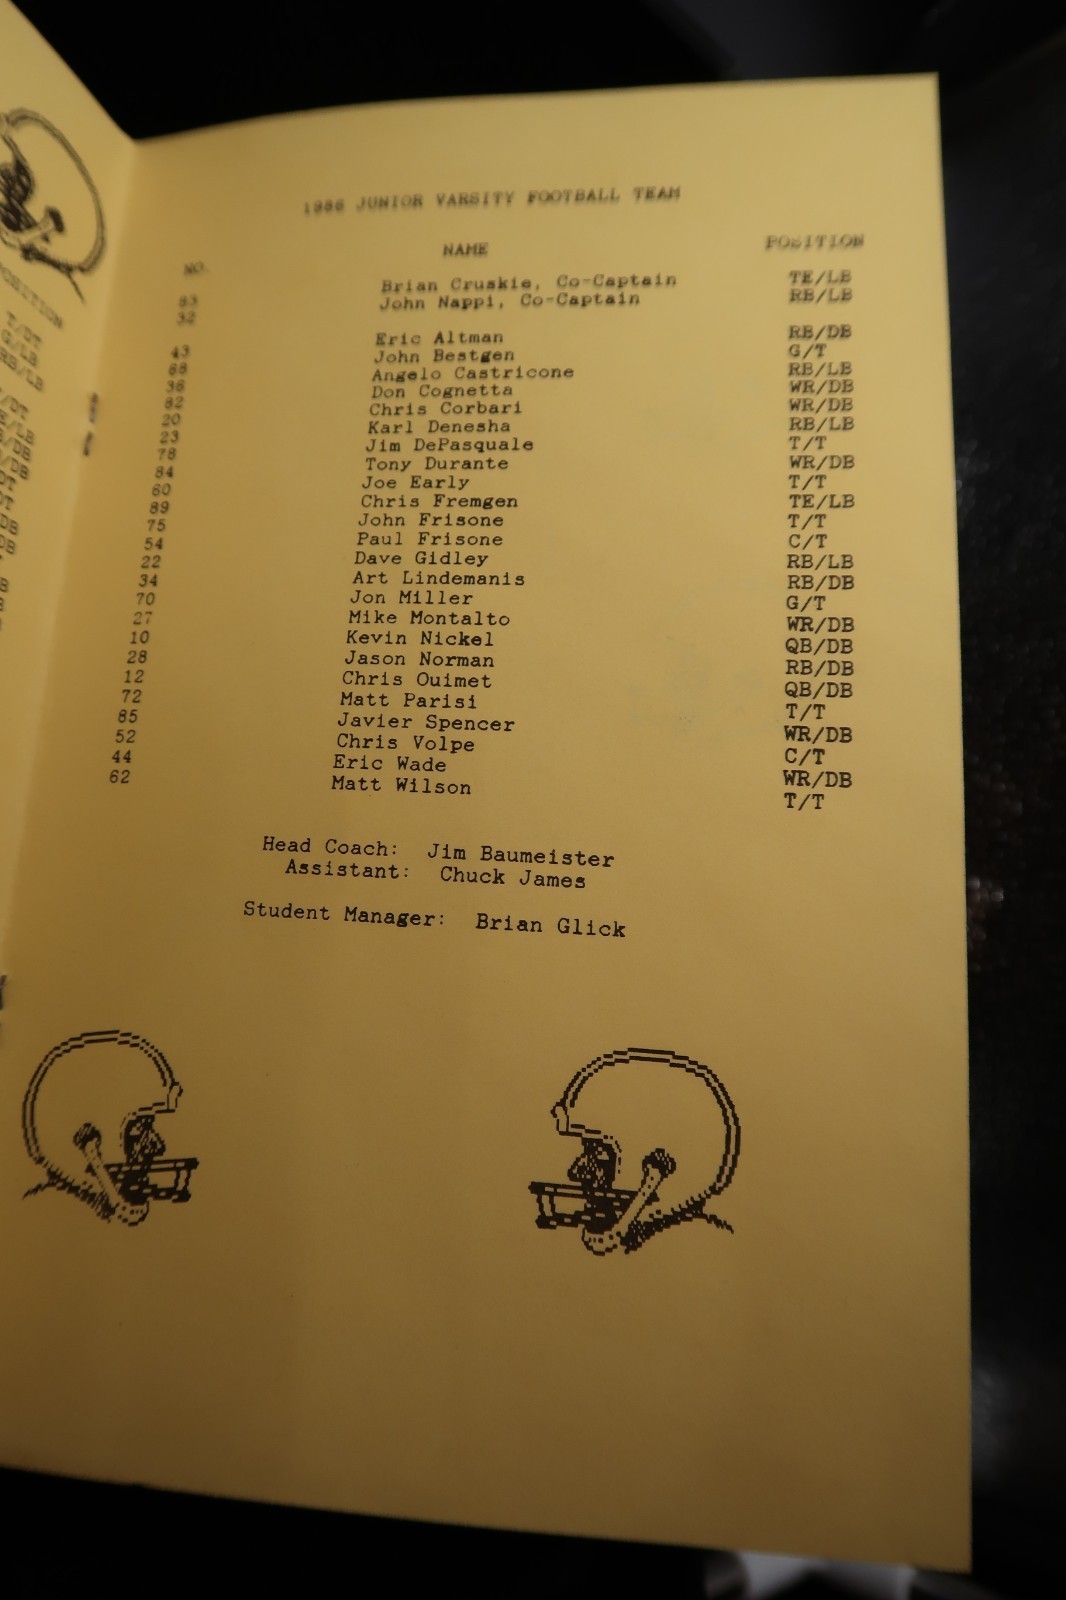 POSITION
T/DT
G/LB
RB/LB
1986 JUNIOR VARSITY FOOTBALL TEAM
NO. NAME POSITION
83 Brian Cruskie, Co-Captain TE/LB
32 John Nappi, Co-Captain RB/LB
43 Eric Altman RB/DB
68 John Bestgen G/T
36 Angelo Castricone RB/LB
82 Don Cognetta WR/DB
20 Chris Corbari WR/DB
23 Karl Denesha RB/LB
78 Jim DePasquale T/T
84 Tony Durante WR/DB
60 Joe Early T/T
89 Chris Fremgen TE/LB
75 John Frisone T/T
54 Paul Frisone C/T
22 Dave Gidley RB/LB
34 Art Lindemanis RB/DB
70 Jon Miller G/T
27 Mike Montalto WR/DB
10 Kevin Nickel QB/DB
28 Jason Norman RB/DB
12 Chris Ouimet QB/DB
72 Matt Parisi T/T
85 Javier Spencer WR/DB
52 Chris Volpe C/T
44 Eric Wade WR/DB
62 Matt Wilson T/T
Head Coach: Jim Baumeister
Assistant: Chuck James
Student Manager: Brian Glick